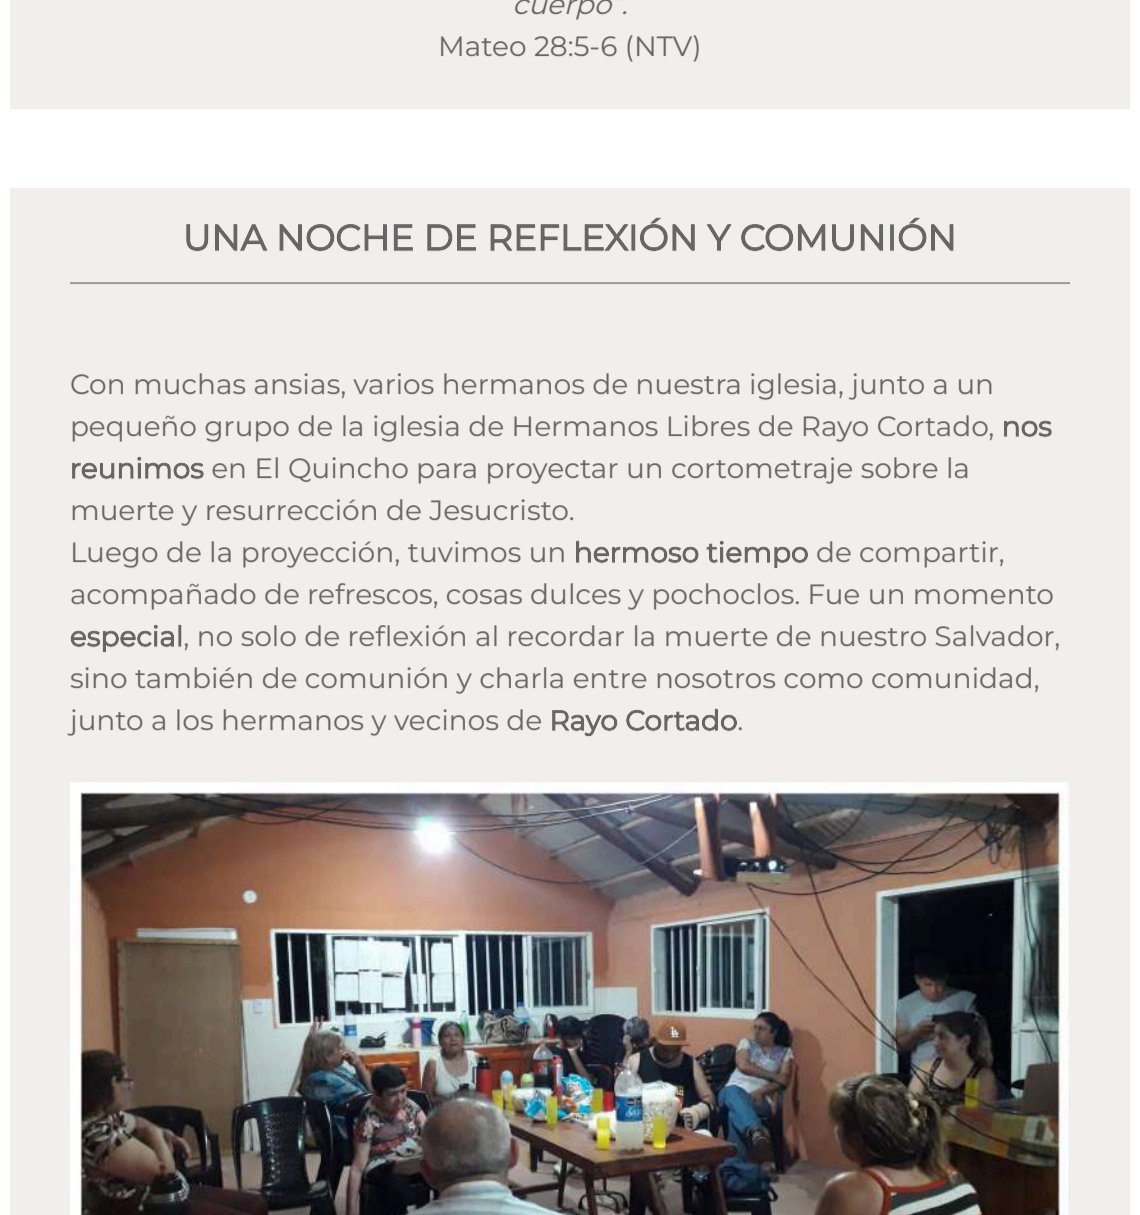 cuerpo".
Mateo 28:5-6 (NTV)
UNA NOCHE DE REFLEXIÓN Y COMUNIÓN
Con muchas ansias, varios hermanos de nuestra iglesia, junto a un
pequeño grupo de la iglesia de Hermanos Libres de Rayo Cortado, nos
reunimos en El Quincho para proyectar un cortometraje sobre la
muerte y resurrección de Jesucristo.
Luego de la proyección, tuvimos un hermoso tiempo de compartir,
acompañado de refrescos, cosas dulces y pochoclos. Fue un momento
especial, no solo de reflexión al recordar la muerte de nuestro Salvador,
sino también de comunión y charla entre nosotros como comunidad,
junto a los hermanos y vecinos de Rayo Cortado.